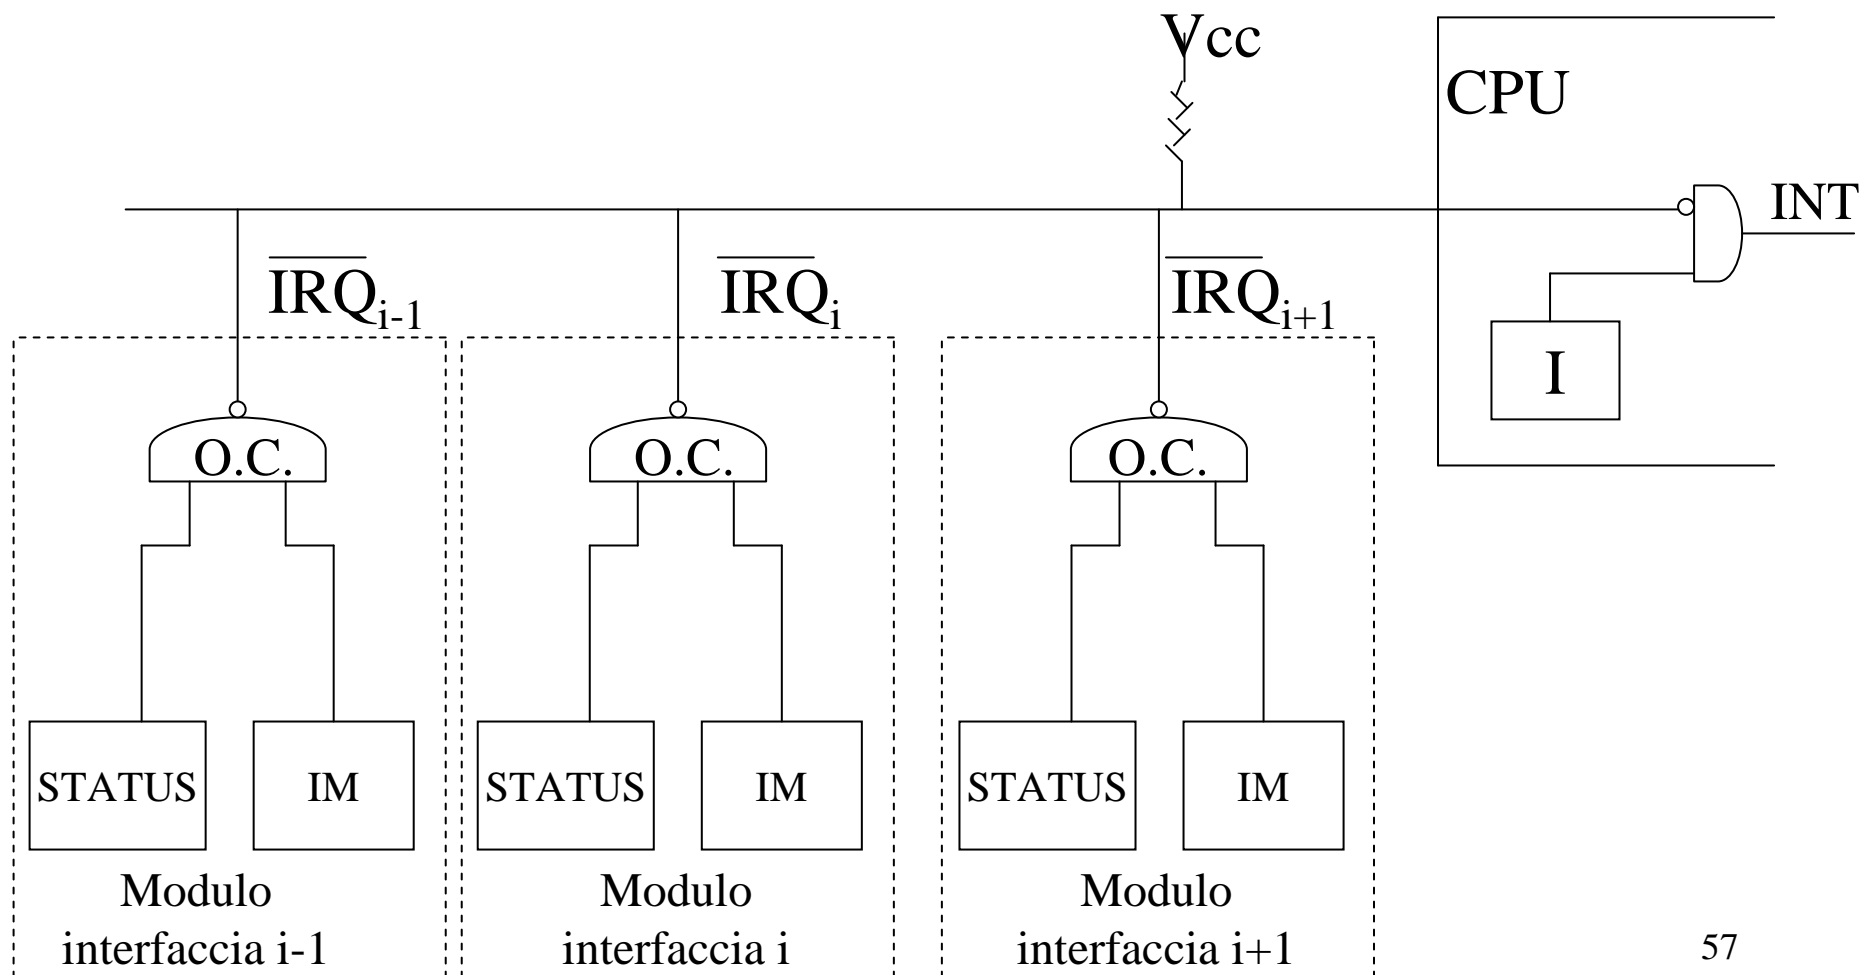 Vcc
CPU
INT
IRQi-1
IRQi
IRQi+1
I
O.C.
O.C.
O.C.
STATUS
IM
STATUS
IM
STATUS
IM
Modulo
interfaccia i-1
Modulo
interfaccia i
Modulo
interfaccia i+1
57